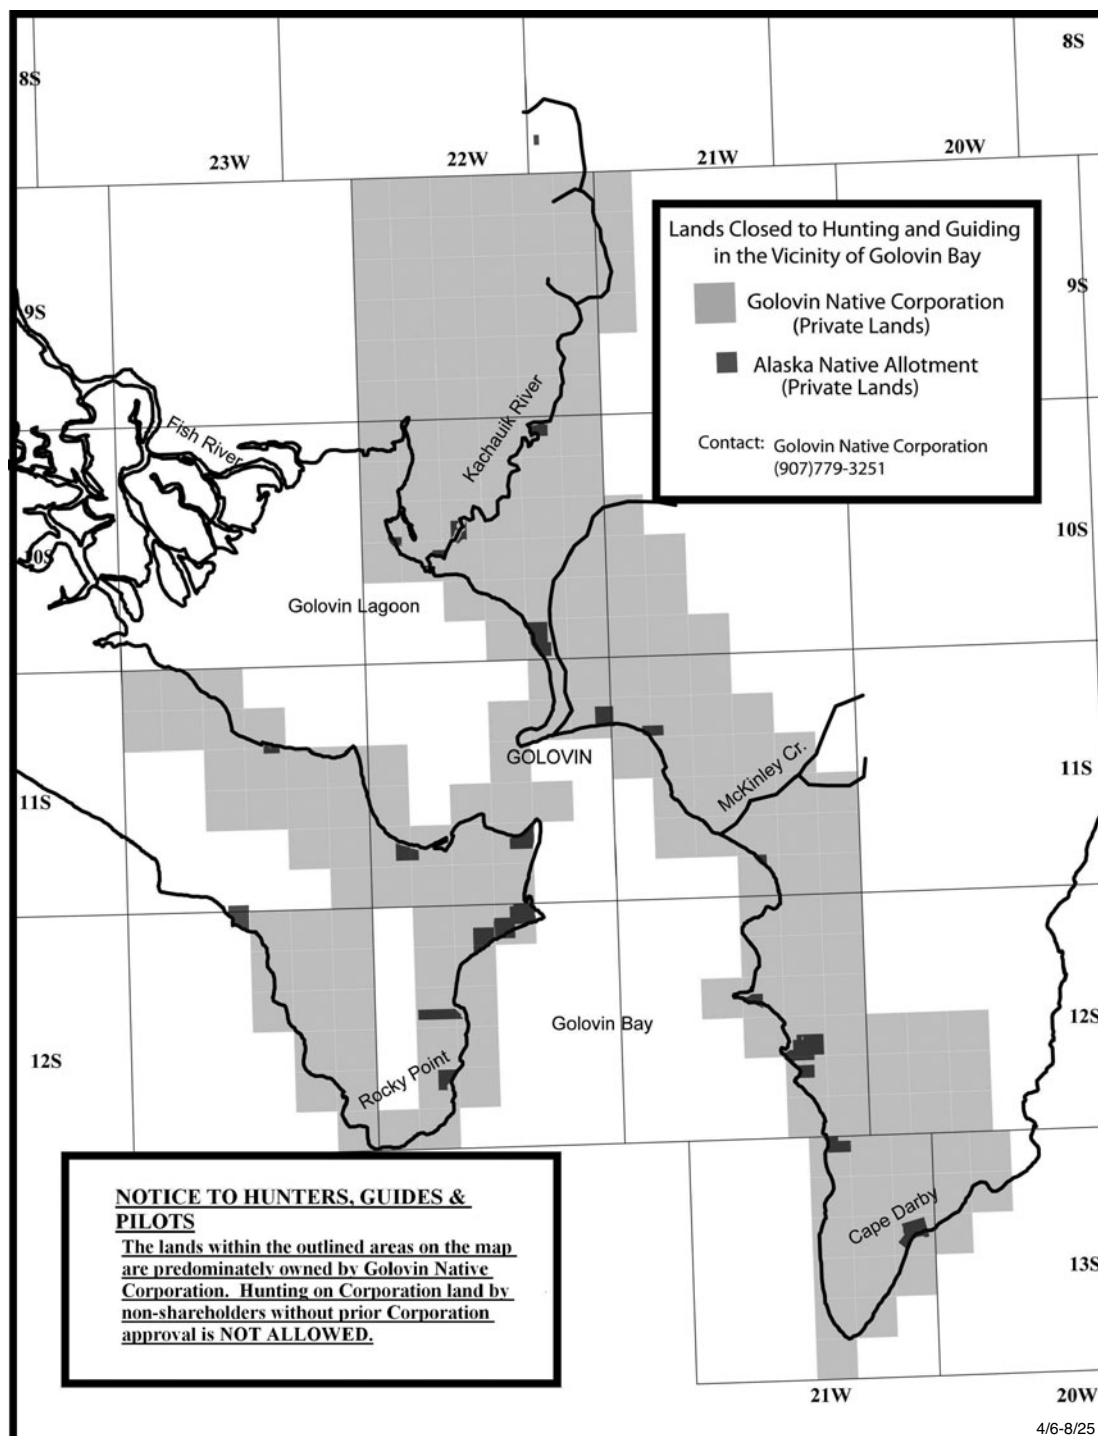 8S
8S
23W
22W
21W
20W
Lands Closed to Hunting and Guiding
in the Vicinity of Golovin Bay
Golovin Native Corporation
(Private Lands)
Alaska Native Allotment
(Private Lands)
Contact: Golovin Native Corporation
(907)779-3251
9S
9S
Kachauik River
Fish River
10S
0S
Golovin Lagoon
GOLOVIN
McKinley Cr.
11S
11S
Golovin Bay
12S
12S
Rocky Point
NOTICE TO HUNTERS, GUIDES &
PILOTS
The lands within the outlined areas on the map
are predominately owned by Golovin Native
Corporation. Hunting on Corporation land by
non-shareholders without prior Corporation
approval is NOT ALLOWED.
Cape Darby
13S
21W
20W
4/6-8/25